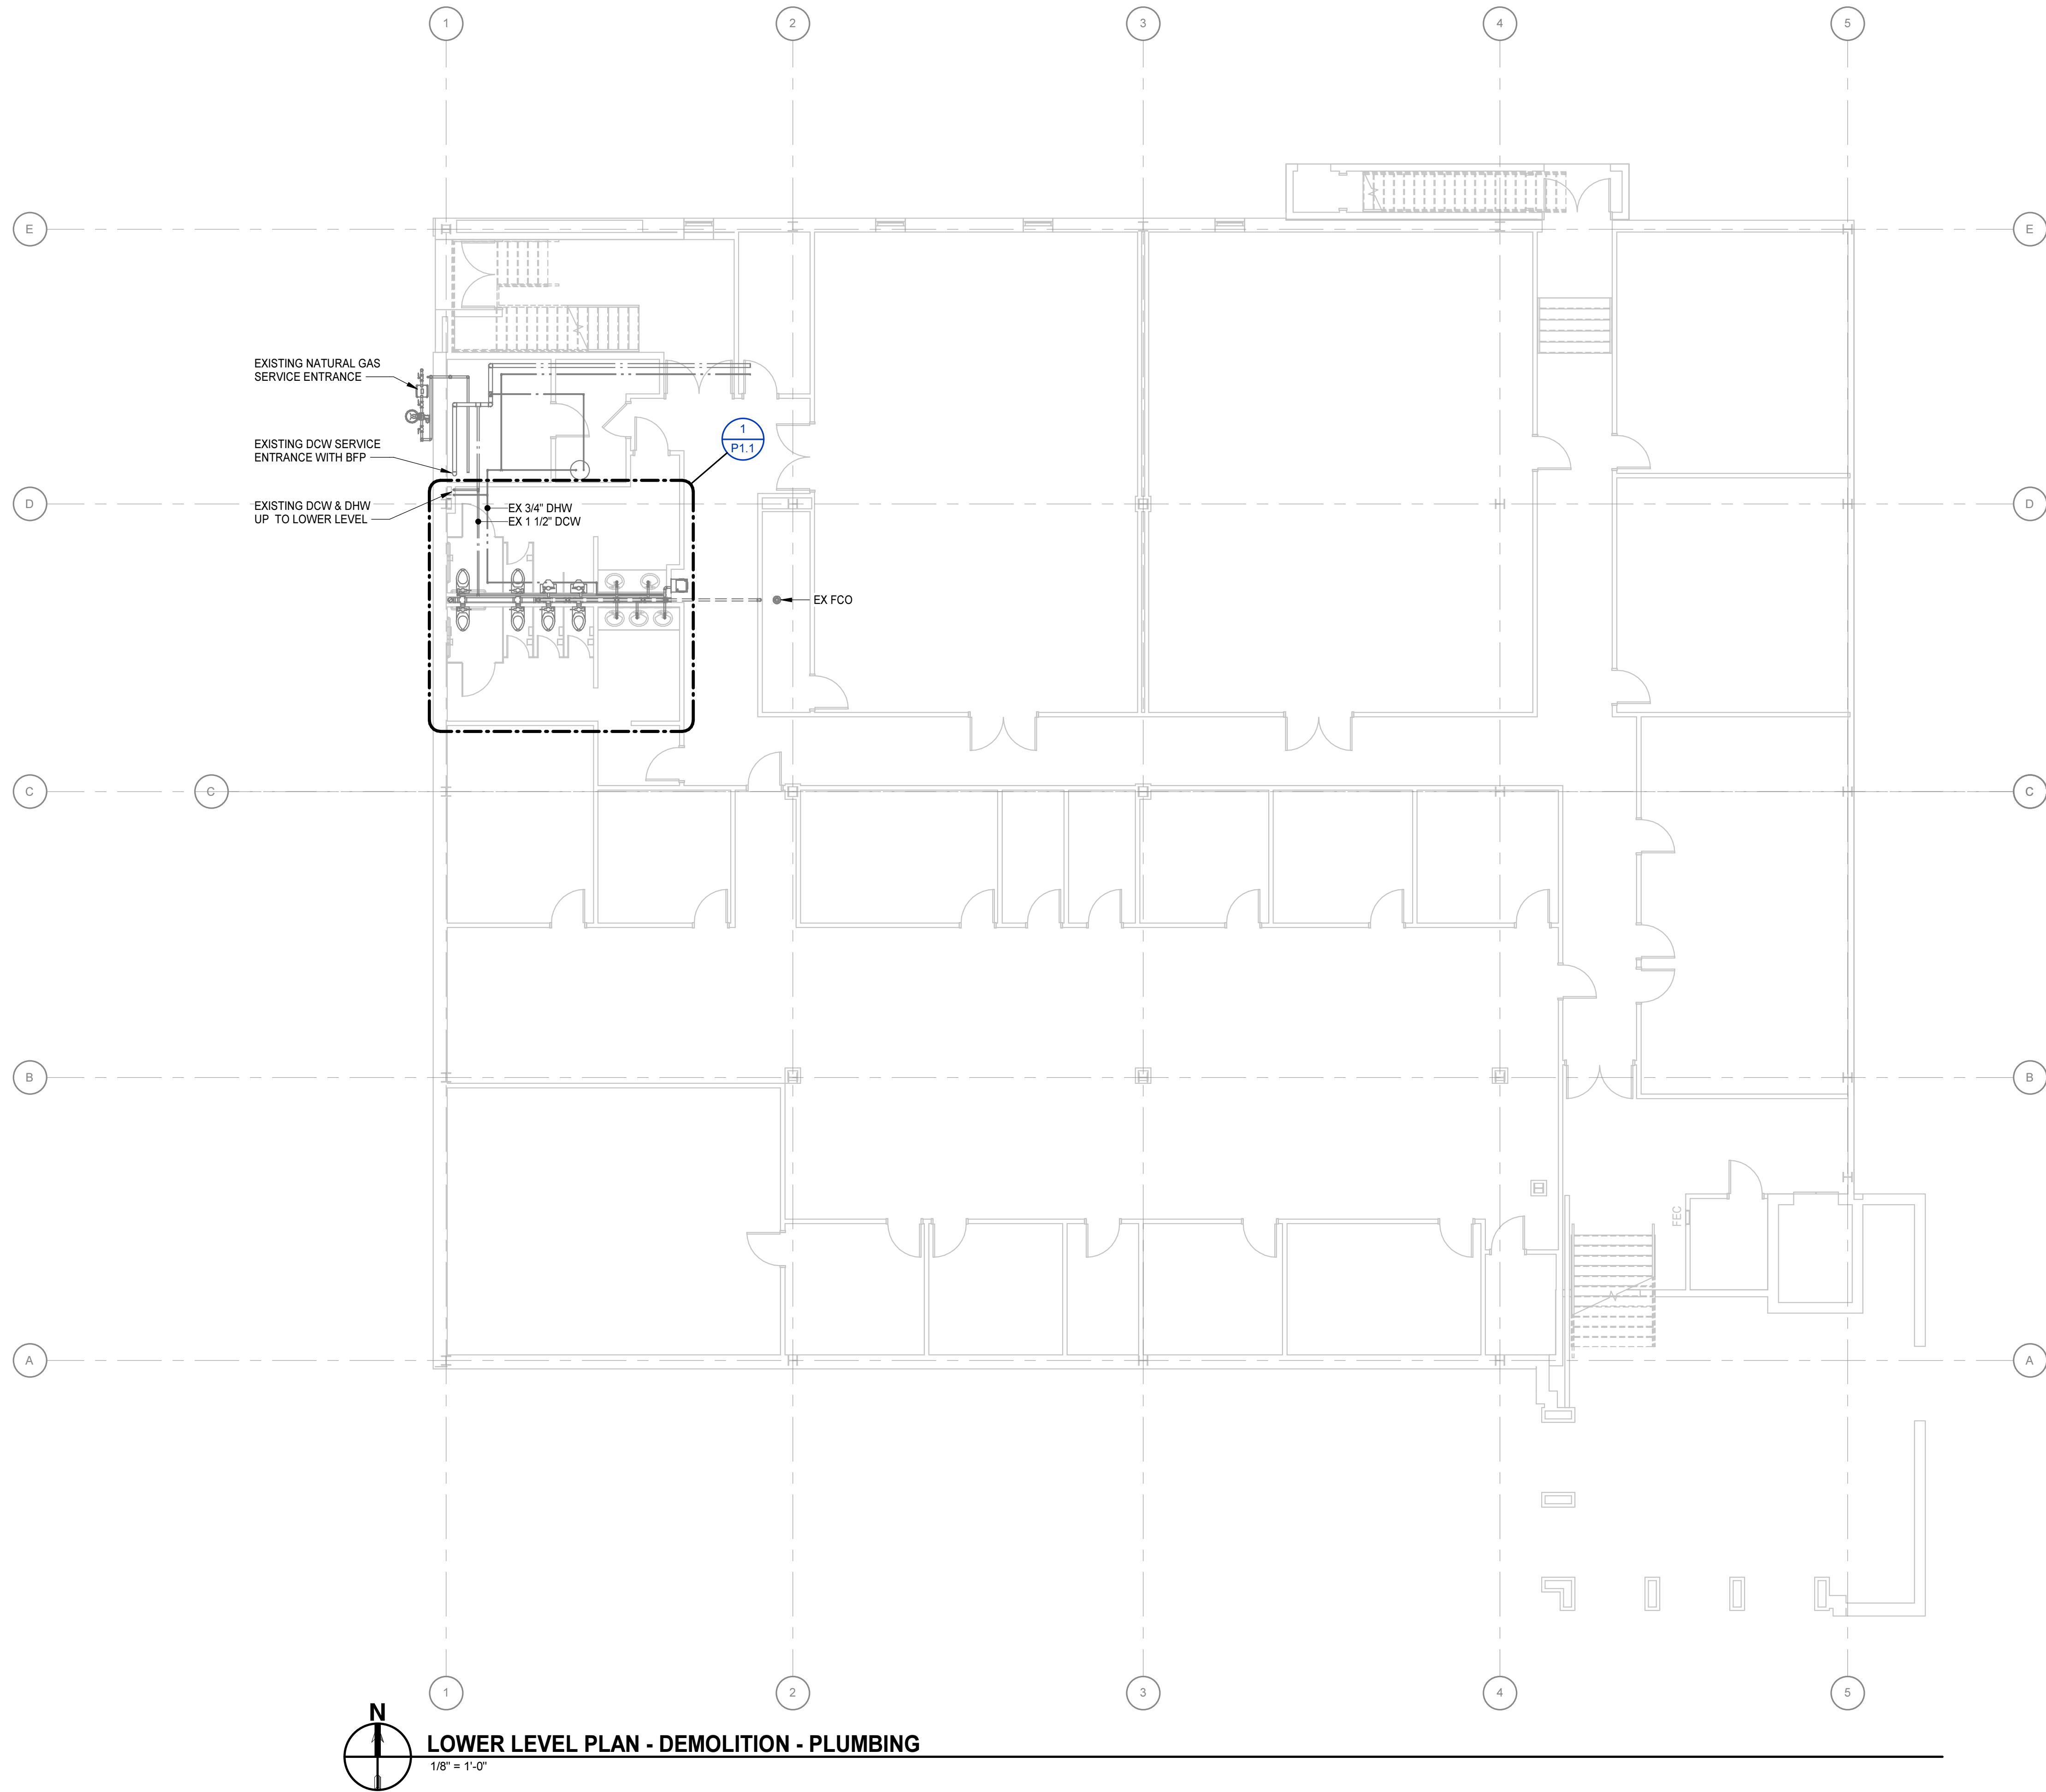 1 2 3 4 5
E E
EXISTING NATURAL GAS
SERVICE ENTRANCE
1
P1.1
EXISTING DCW SERVICE
ENTRANCE WITH BFP
EXISTING DCW & DHW
UP TO LOWER LEVEL
D D
EX 3/4" DHW
EX 1 1/2" DCW
EX FCO
C C C
B B
FEC
A A
1 2 3 4 5
N
LOWER LEVEL PLAN - DEMOLITION - PLUMBING
1/8" = 1'-0"